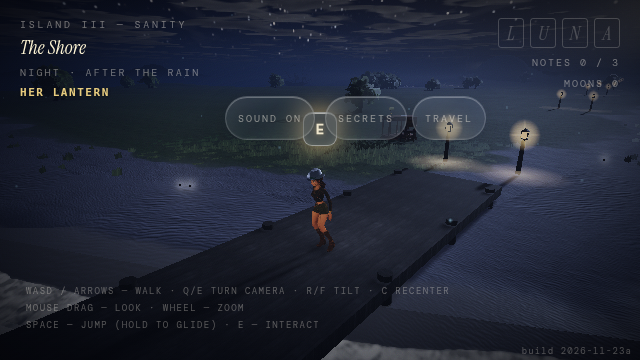 ISLAND III — SANITY
The Shore
NIGHT · AFTER THE RAIN
HER LANTERN
L U N A
NOTES 0 / 3
MOONS 0
SOUND ON
E
SECRETS
TRAVEL
WASD / ARROWS — WALK · Q/E TURN CAMERA · R/F TILT · C RECENTER
MOUSE DRAG — LOOK · WHEEL — ZOOM
SPACE — JUMP (HOLD TO GLIDE) · E — INTERACT
build 2026-11-23a